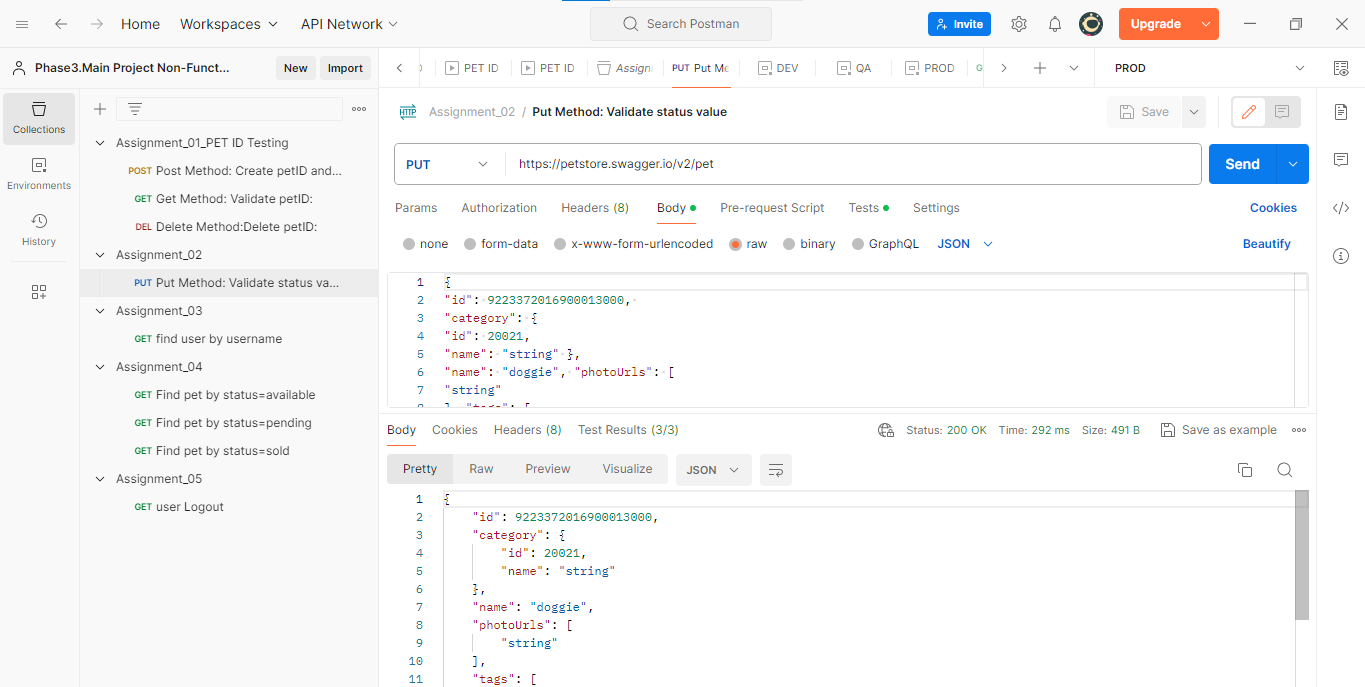 Home Workspaces API Network Search Postman Invite Upgrade
Phase3.Main Project Non-Funct... New Import
PET ID PET ID Assign PUT Put Me DEV QA PROD PROD
Collections
Environments
History
Assignment_01_PET ID Testing
POST Post Method: Create petID and...
GET Get Method: Validate petID:
DEL Delete Method:Delete petID:
Assignment_02
PUT Put Method: Validate status va...
Assignment_03
GET find user by username
Assignment_04
GET Find pet by status=available
GET Find pet by status=pending
GET Find pet by status=sold
Assignment_05
GET user Logout
HTTP Assignment_02 / Put Method: Validate status value Save
PUT https://petstore.swagger.io/v2/pet Send
Params Authorization Headers (8) Body Pre-request Script Tests Settings Cookies
none form-data x-www-form-urlencoded raw binary GraphQL JSON Beautify
1 {
2 "id": 9223372016900013000,
3 "category": {
4 "id": 20021,
5 "name": "string" },
6 "name": "doggie", "photoUrls": [
7 "string"
8 ], "tags": [
Body Cookies Headers (8) Test Results (3/3) Status: 200 OK Time: 292 ms Size: 491 B Save as example
Pretty Raw Preview Visualize JSON
1 {
2 "id": 9223372016900013000,
3 "category": {
4 "id": 20021,
5 "name": "string"
6 },
7 "name": "doggie",
8 "photoUrls": [
9 "string"
10 ],
11 "tags": [